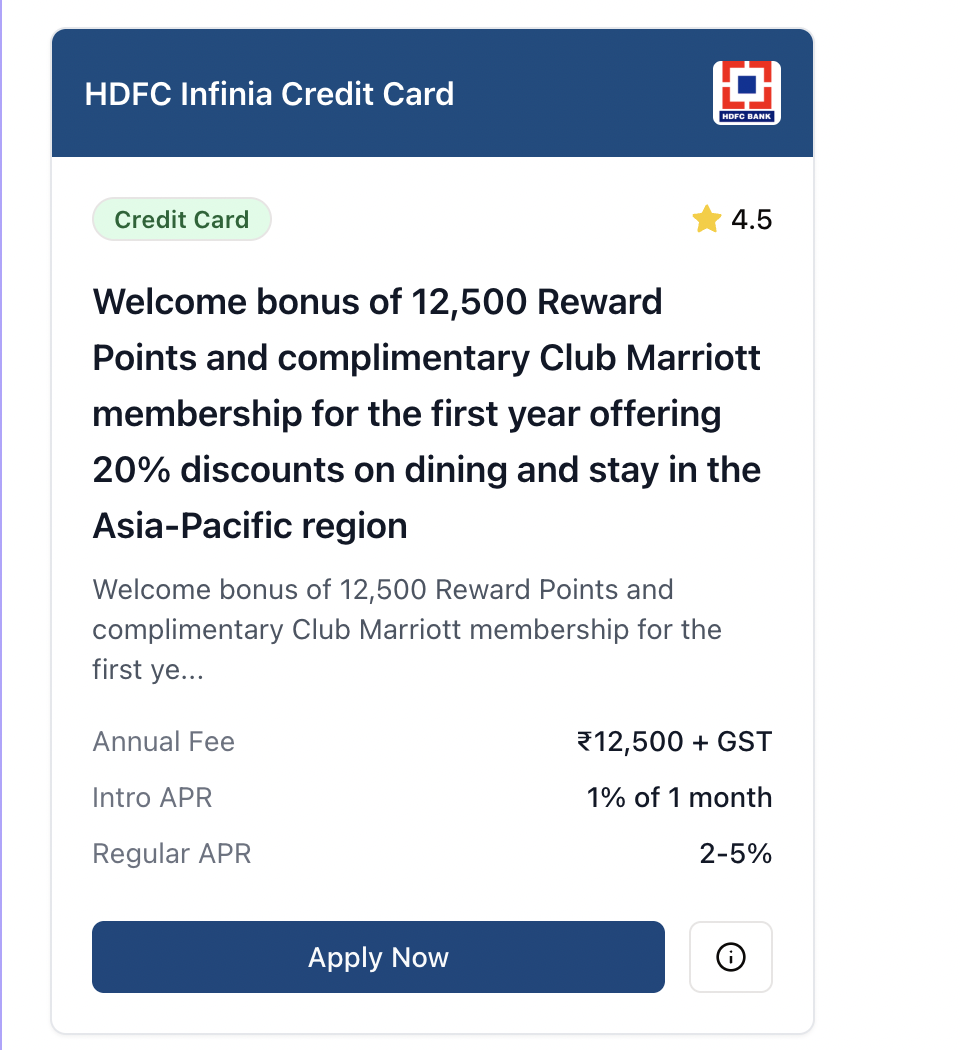 HDFC Infinia Credit Card
HDFC BANK
Credit Card
4.5
Welcome bonus of 12,500 Reward
Points and complimentary Club Marriott
membership for the first year offering
20% discounts on dining and stay in the
Asia-Pacific region
Welcome bonus of 12,500 Reward Points and
complimentary Club Marriott membership for the
first ye...
Annual Fee ₹12,500 + GST
Intro APR 1% of 1 month
Regular APR 2-5%
Apply Now